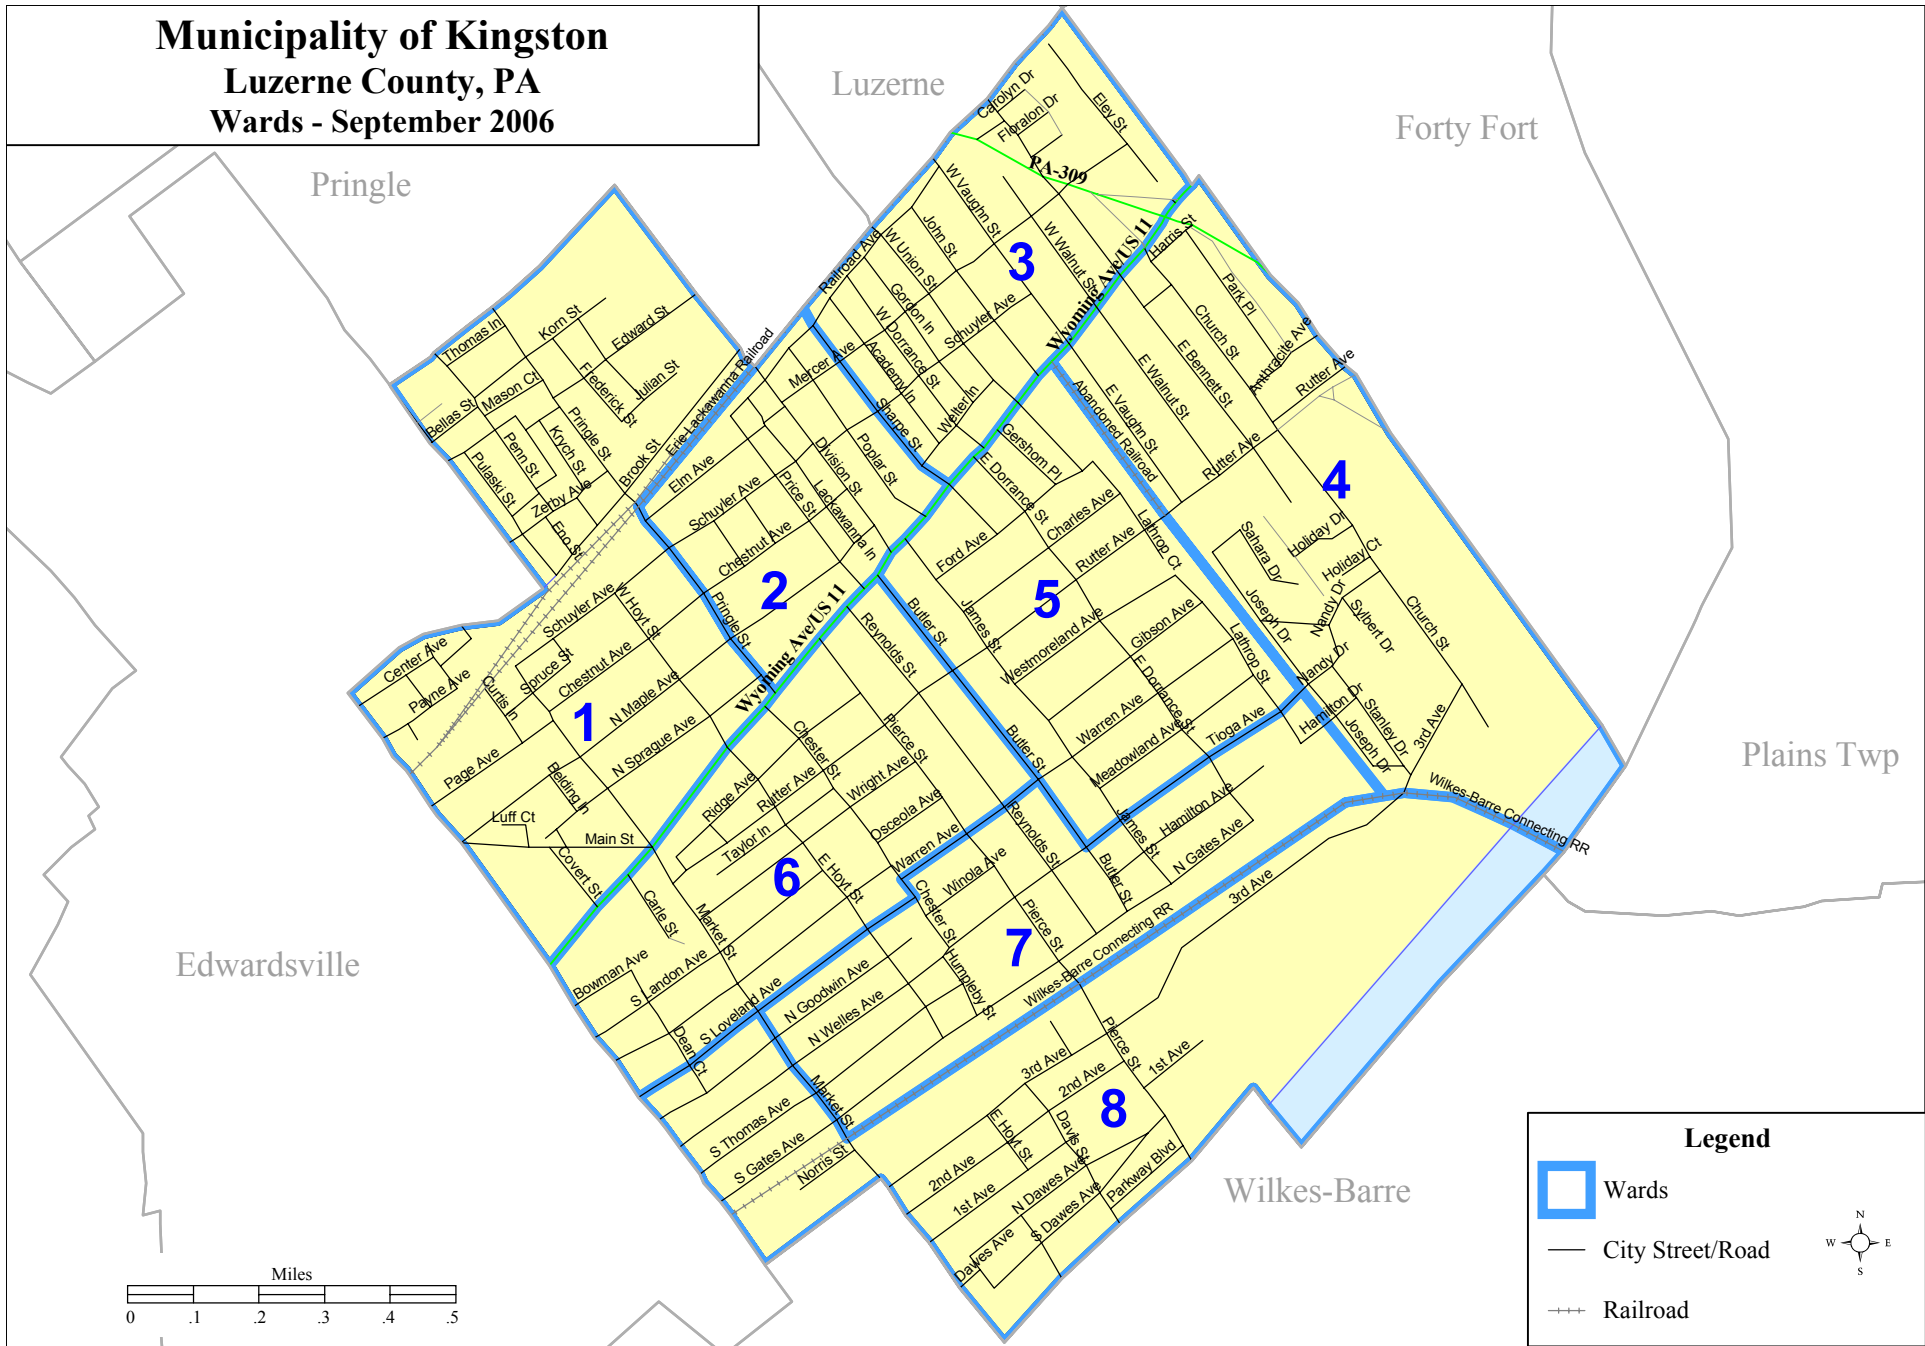 Municipality of Kingston
Luzerne County, PA
Wards - September 2006
Luzerne
Forty Fort
Pringle
Plains Twp
Edwardsville
Wilkes-Barre
Carolyn Dr
Floralon Dr
Eley St
PA-309
W Vaughn St
John St
W Union St
Railroad Ave
3
W Walnut St
Wyoming Ave/US 11
Harris St
Park Pl
Gordon ln
Schuyler Ave
W Dorrance St
Academy ln
Mercer Ave
Sharpe St
Welter ln
Church St
E Bennett St
E Walnut St
Anthracite Ave
Rutter Ave
Thomas ln
Korn St
Edward St
Julian St
Frederick St
Mason Ct
Bellas St
Pringle St
Krych St
Penn St
Pulaski St
Zerby Ave
Eno St
Brook St
Erie-Lackawanna Railroad
Elm Ave
Schuyler Ave
Price St
Division St
Poplar St
Lackawanna ln
Chestnut Ave
2
Pringle St
Abandoned Railroad
E Vaughn St
Gershom Pl
E Dorrance St
Charles Ave
Ford Ave
Rutter Ave
Lathrop Ct
Rutter Ave
4
Sahara Dr
Holiday Dr
Holiday Ct
Nandy Dr
Sylbert Dr
Church St
Joseph Dr
Nandy Dr
Hamilton Dr
Joseph Dr
Stanley Dr
3rd Ave
5
James St
Westmoreland Ave
Gibson Ave
Lathrop St
E Dorrance St
Warren Ave
Meadowland Ave
Tioga Ave
Butler St
Butler St
James St
Hamilton Ave
N Gates Ave
Butler St
Wilkes-Barre Connecting RR
Schuyler Ave
W Hoyt St
Spruce St
Chestnut Ave
Center Ave
Payne Ave
Curtis ln
1
N Maple Ave
N Sprague Ave
Page Ave
Belding ln
Luff Ct
Main St
Covert St
Wyoming Ave/US 11
Reynolds St
Pierce St
Chester St
Ridge Ave
Rutter Ave
Wright Ave
Osceola Ave
Taylor ln
6
Warren Ave
Winola Ave
Reynolds St
E Hoyt St
Chester St
Carle St
Market St
Bowman Ave
S Landon Ave
S Loveland Ave
N Goodwin Ave
N Welles Ave
Humpleby St
7
Pierce St
Wilkes-Barre Connecting RR
3rd Ave
Dean Ct
Market St
S Thomas Ave
S Gates Ave
Norris St
3rd Ave
2nd Ave
Pierce St
1st Ave
8
E Hoyt St
Davis St
2nd Ave
1st Ave
N Dawes Ave
S Dawes Ave
Dawes Ave
Parkway Blvd
Miles
0 .1 .2 .3 .4 .5
Legend
Wards
City Street/Road
Railroad
N
W E
S